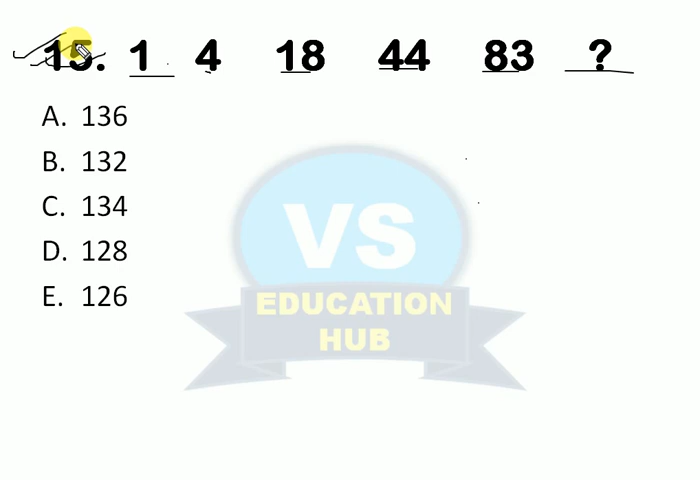 15. 1 4 18 44 83 ?
A. 136
B. 132
C. 134
D. 128
E. 126
VS
EDUCATION
HUB